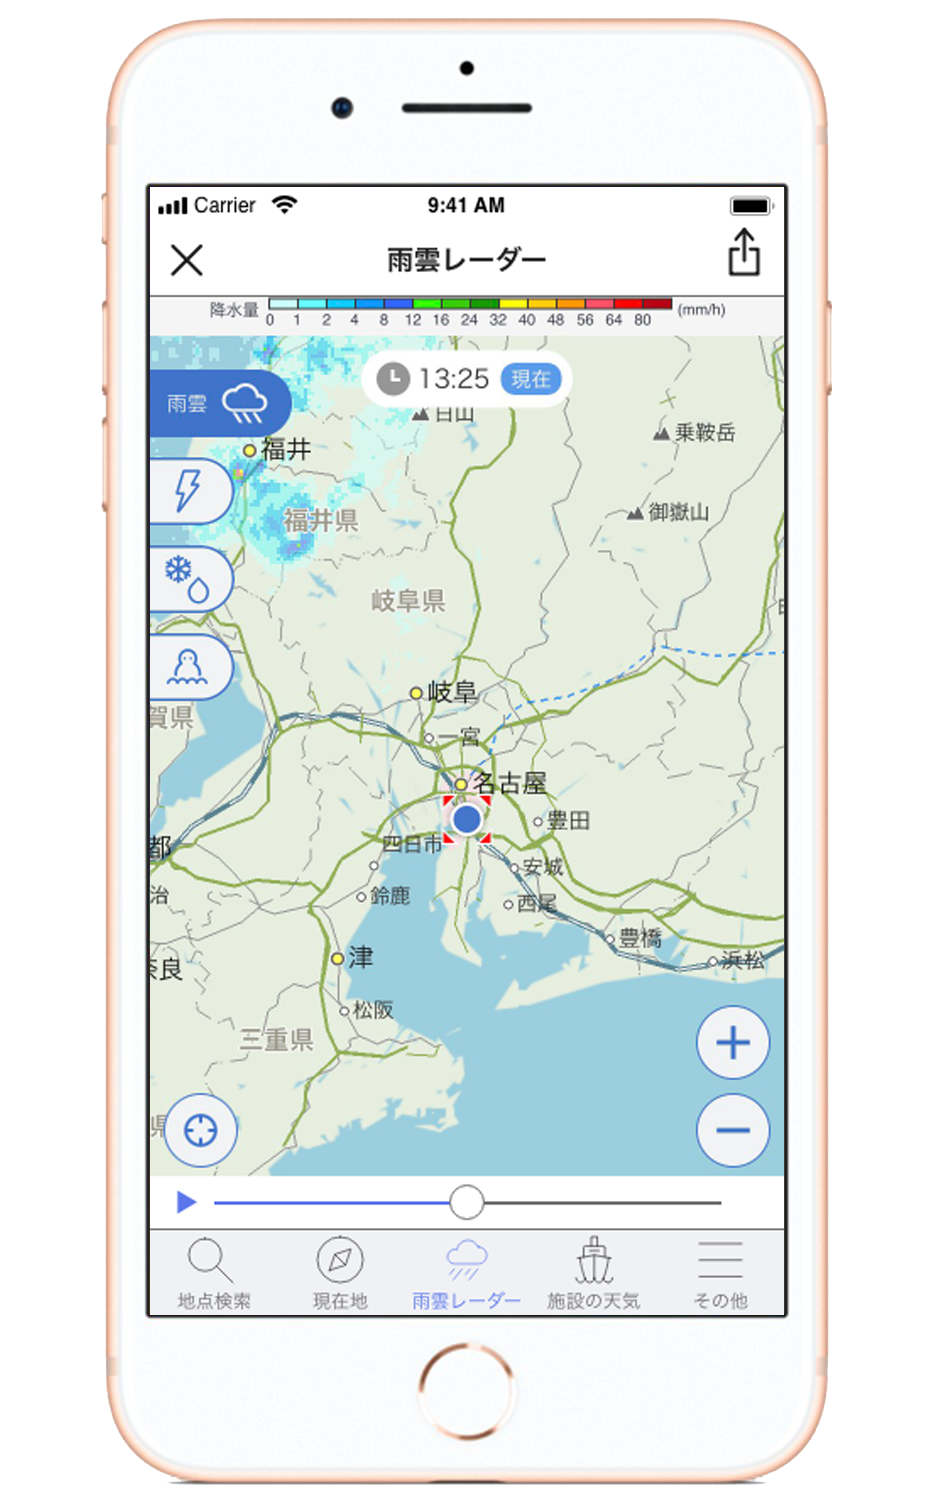 Carrier
9:41 AM
雨雲レーダー
降水量
0 1 2 4 8 12 16 24 32 40 48 56 64 80
(mm/h)
13:25 現在
雨雲
白山
乗鞍岳
福井
御嶽山
福井県
岐阜県
岐阜
賀県
一宮
名古屋
豊田
四日市
都
安城
治
鈴鹿
西尾
豊橋
津
浜松
奈良
松阪
三重県
県
地点検索
現在地
雨雲レーダー
施設の天気
その他